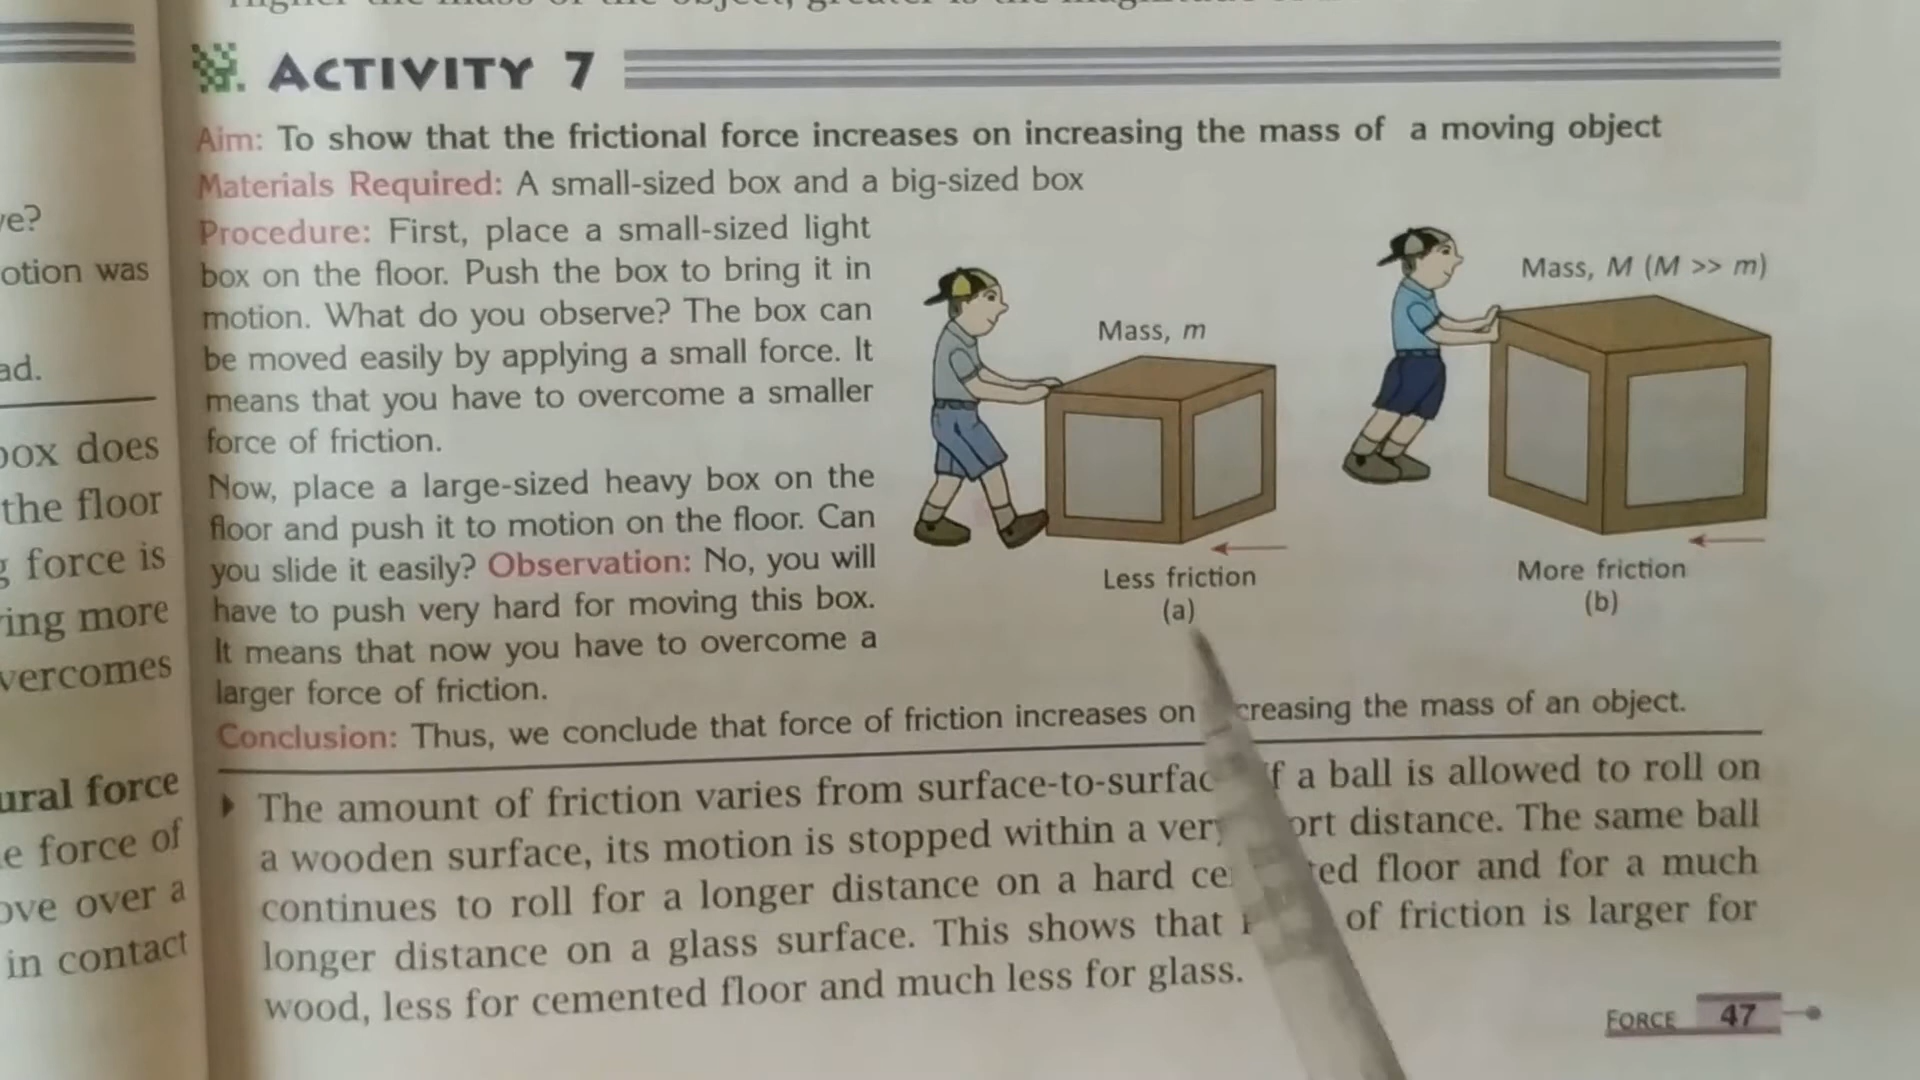 ACTIVITY 7
Aim: To show that the frictional force increases on increasing the mass of a moving object
Materials Required: A small-sized box and a big-sized box
Procedure: First, place a small-sized light
box on the floor. Push the box to bring it in
motion. What do you observe? The box can
be moved easily by applying a small force. It
means that you have to overcome a smaller
force of friction.
Now, place a large-sized heavy box on the
floor and push it to motion on the floor. Can
you slide it easily? Observation: No, you will
have to push very hard for moving this box.
It means that now you have to overcome a
larger force of friction.
Mass, m
Less friction
(a)
Mass, M (M >> m)
More friction
(b)
Conclusion: Thus, we conclude that force of friction increases on creasing the mass of an object.
The amount of friction varies from surface-to-surfac f a ball is allowed to roll on
a wooden surface, its motion is stopped within a ver ort distance. The same ball
continues to roll for a longer distance on a hard ce ted floor and for a much
longer distance on a glass surface. This shows that of friction is larger for
wood, less for cemented floor and much less for glass.
FORCE 47
otion was
ad.
box does
the floor
force is
ing more
vercomes
ural force
force of
ove over a
in contact